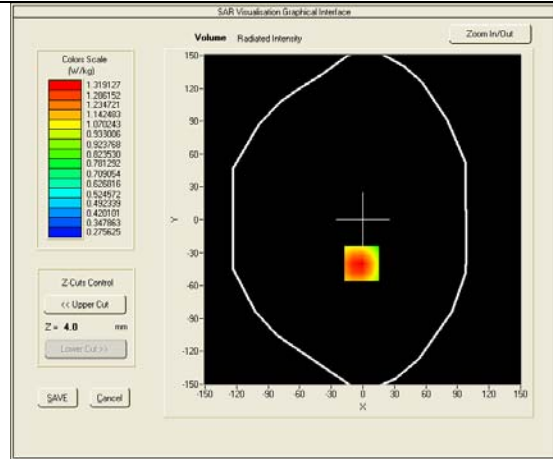 SAR Visualisation Graphical Interface
Volume Radiated Intensity
Zoom In/Out
Colors Scale
(W/kg)
1.319127
1.286152
1.234721
1.142483
1.070243
0.933006
0.923768
0.823530
0.781292
0.709054
0.626816
0.524572
0.492339
0.420101
0.347863
0.275625
Z-Cuts Control
<< Upper Cut
Z = 4.0 mm
Lower Cut >>
SAVE
Cancel
150
120
90
60
30
0
-30
-60
-90
-120
-150
Y
-150 -120 -90 -60 -30 0 30 60 90 120 150
X